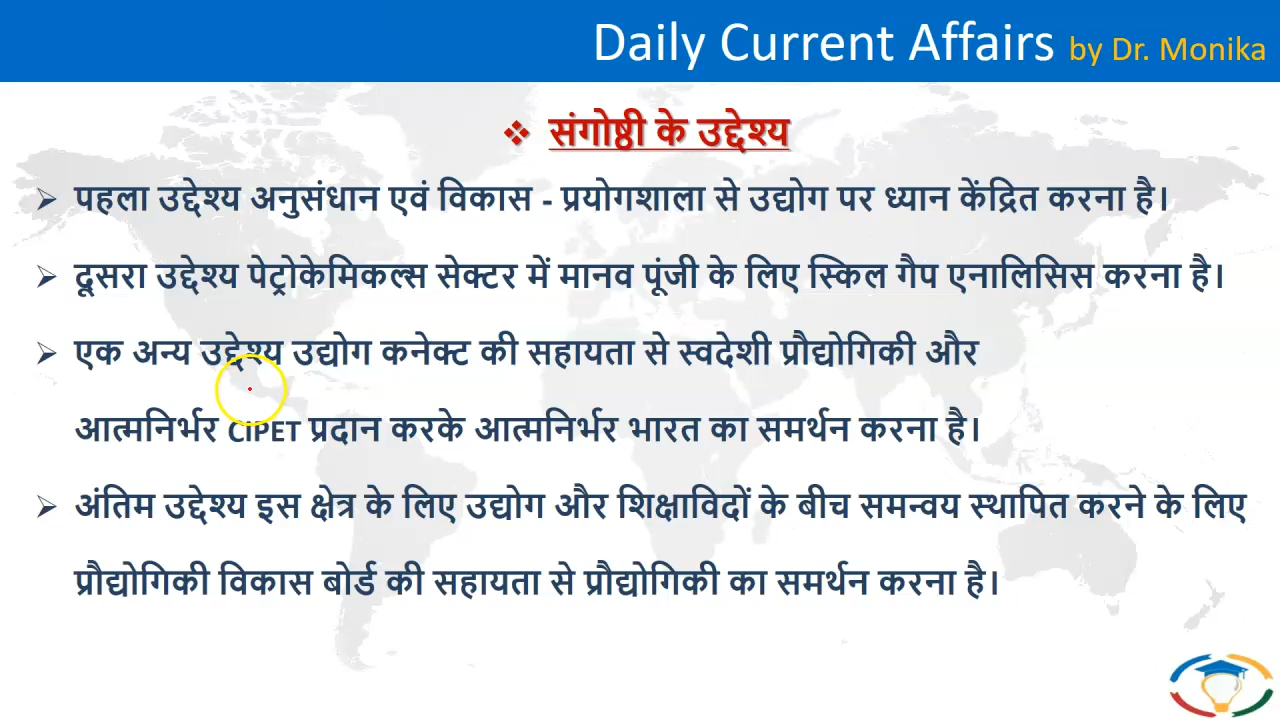 Daily Current Affairs by Dr. Monika
❖ संगोष्ठी के उद्देश्य
➢ पहला उद्देश्य अनुसंधान एवं विकास - प्रयोगशाला से उद्योग पर ध्यान केंद्रित करना है।
➢ दूसरा उद्देश्य पेट्रोकेमिकल्स सेक्टर में मानव पूंजी के लिए स्किल गैप एनालिसिस करना है।
➢ एक अन्य उद्देश्य उद्योग कनेक्ट की सहायता से स्वदेशी प्रौद्योगिकी और
आत्मनिर्भर CIPET प्रदान करके आत्मनिर्भर भारत का समर्थन करना है।
➢ अंतिम उद्देश्य इस क्षेत्र के लिए उद्योग और शिक्षाविदों के बीच समन्वय स्थापित करने के लिए
प्रौद्योगिकी विकास बोर्ड की सहायता से प्रौद्योगिकी का समर्थन करना है।